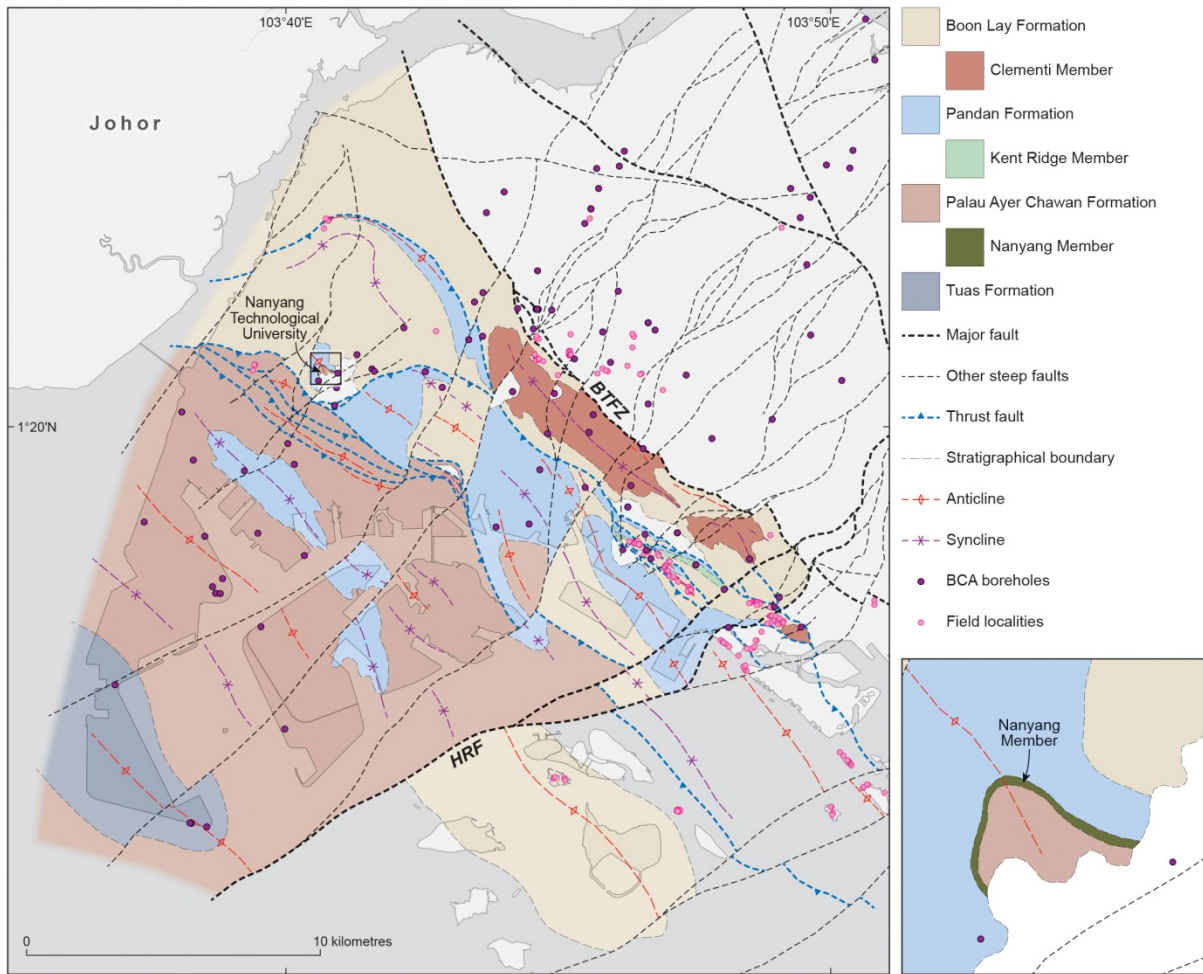 103°40'E
103°50'E
Johor
Nanyang
Technological
University
BTFZ
1°20'N
HRF
0
10 kilometres
Boon Lay Formation
Clementi Member
Pandan Formation
Kent Ridge Member
Palau Ayer Chawan Formation
Nanyang Member
Tuas Formation
Major fault
Other steep faults
Thrust fault
Stratigraphical boundary
Anticline
Syncline
BCA boreholes
Field localities
Nanyang
Member